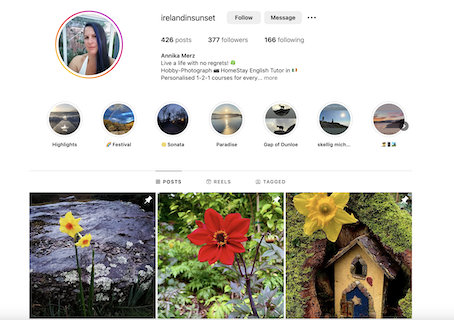 irelandinsunset Follow Message
426 posts 377 followers 166 following
Annika Merz
Live a life with no regrets! 🍀
Hobby-Photograph 📷 HomeStay English Tutor in 🇮🇪
Personalised 1-2-1 courses for every... more
Highlights 🚀 Festival 🌟 Sonata Paradise Gap of Dunloe skellig mich...
POSTS REELS TAGGED